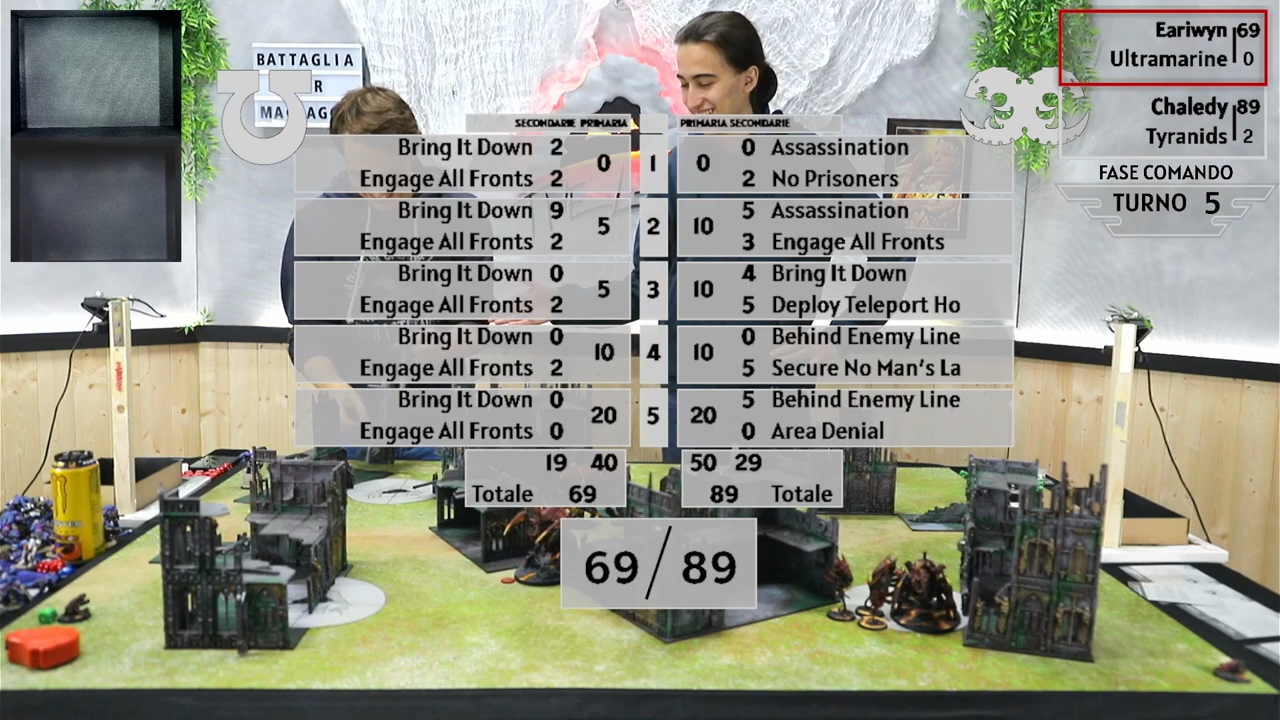 BATTAGLIA
R
Eariwyn 69
Ultramarine 0
Chaledy 89
Tyranids 2
FASE COMANDO
TURNO 5
SECONDARIE PRIMARIA PRIMARIA SECONDARIE
Bring It Down 2
Engage All Fronts 2
0 1 0
0 Assassination
2 No Prisoners
Bring It Down 9
Engage All Fronts 2
5 2 10
5 Assassination
3 Engage All Fronts
Bring It Down 0
Engage All Fronts 2
5 3 10
4 Bring It Down
5 Deploy Teleport Ho
Bring It Down 0
Engage All Fronts 2
10 4 10
0 Behind Enemy Line
5 Secure No Man's La
Bring It Down 0
Engage All Fronts 0
20 5 20
5 Behind Enemy Line
0 Area Denial
19 40 50 29
Totale 69 89 Totale
69/89